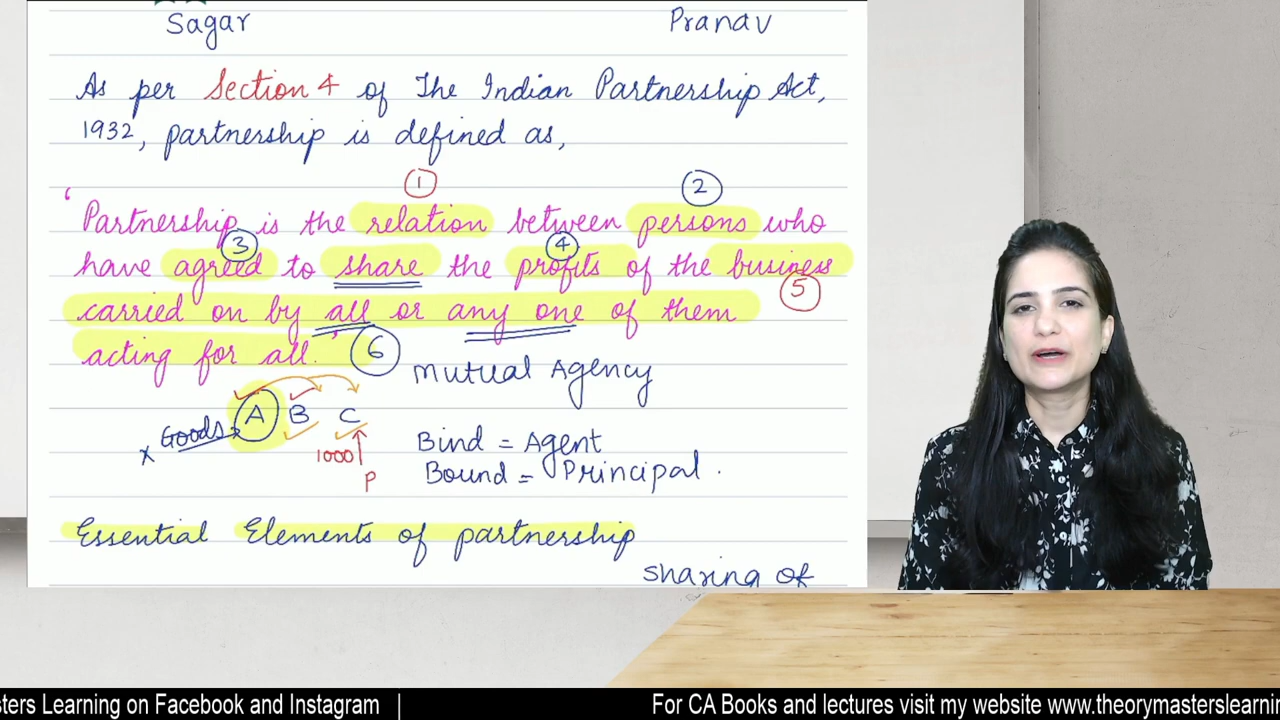 Sagar Pranav
As per Section 4 of The Indian Partnership Act,
1932, partnership is defined as,
1 2
'Partnership is the relation between persons who
3 4
have agreed to share the profits of the business
5
carried on by all or any one of them
acting for all.' 6
Mutual Agency
A B C
x Goods
Bind = Agent
1000 P
Bound = Principal.
Essential Elements of partnership
sharing of
sters Learning on Facebook and Instagram | For CA Books and lectures visit my website www.theorymasterslearni